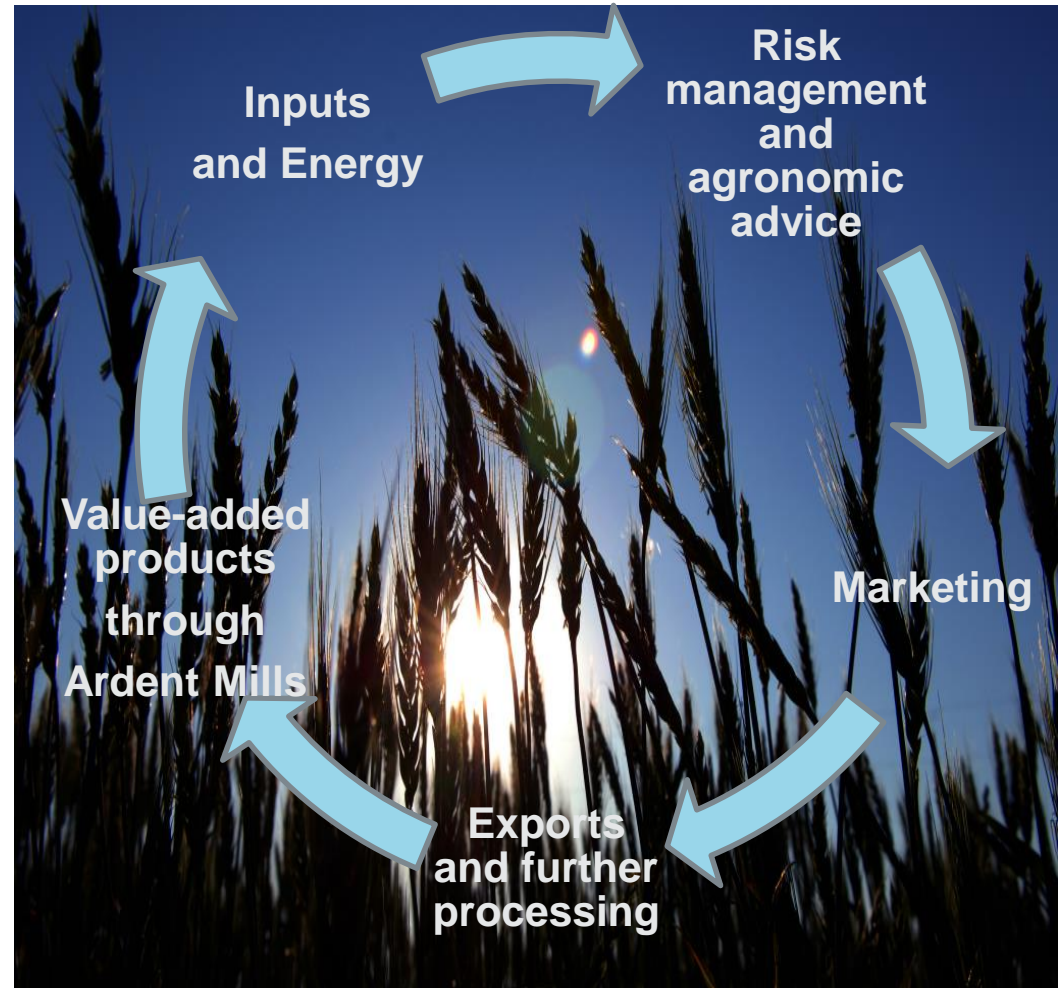 Inputs
and Energy
Risk
management
and
agronomic
advice
Marketing
Exports
and further
processing
Value-added
products
through
Ardent Mills